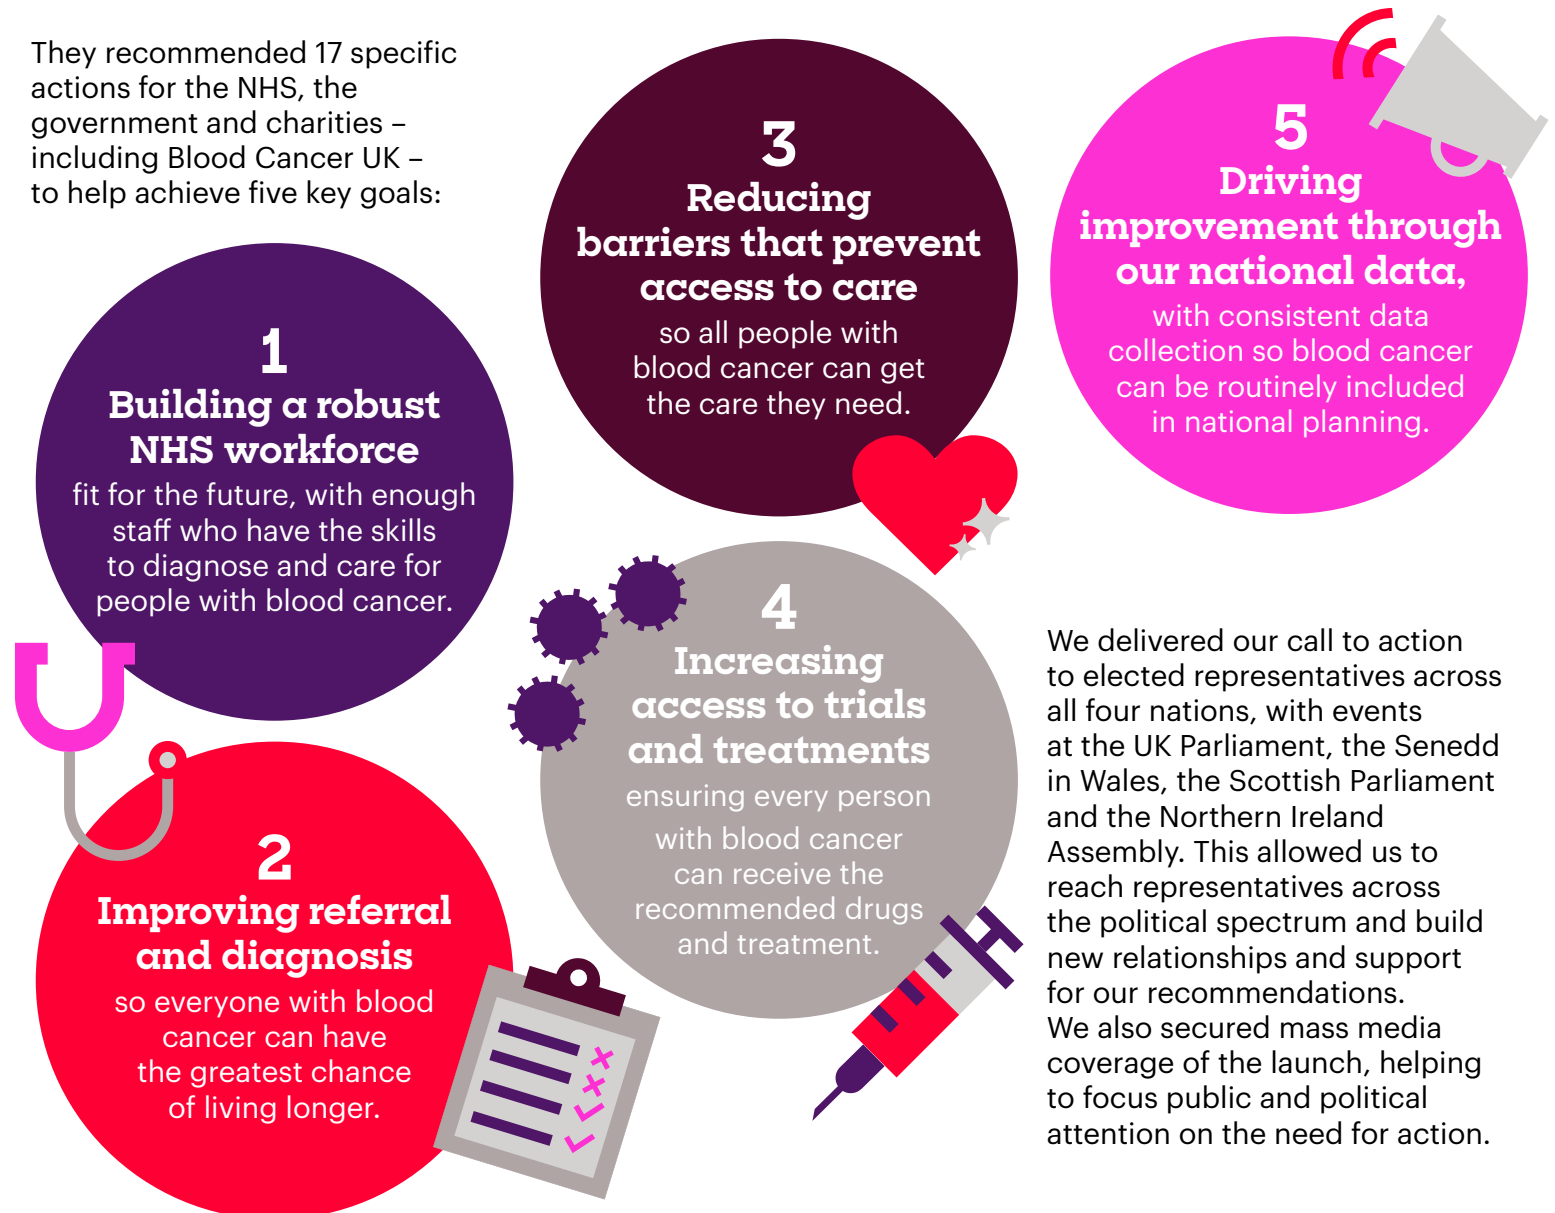 They recommended 17 specific
actions for the NHS, the
government and charities –
including Blood Cancer UK –
to help achieve five key goals:
1
Building a robust
NHS workforce
fit for the future, with enough
staff who have the skills
to diagnose and care for
people with blood cancer.
2
Improving referral
and diagnosis
so everyone with blood
cancer can have
the greatest chance
of living longer.
3
Reducing
barriers that prevent
access to care
so all people with
blood cancer can get
the care they need.
4
Increasing
access to trials
and treatments
ensuring every person
with blood cancer
can receive the
recommended drugs
and treatment.
5
Driving
improvement through
our national data,
with consistent data
collection so blood cancer
can be routinely included
in national planning.
We delivered our call to action
to elected representatives across
all four nations, with events
at the UK Parliament, the Senedd
in Wales, the Scottish Parliament
and the Northern Ireland
Assembly. This allowed us to
reach representatives across
the political spectrum and build
new relationships and support
for our recommendations.
We also secured mass media
coverage of the launch, helping
to focus public and political
attention on the need for action.